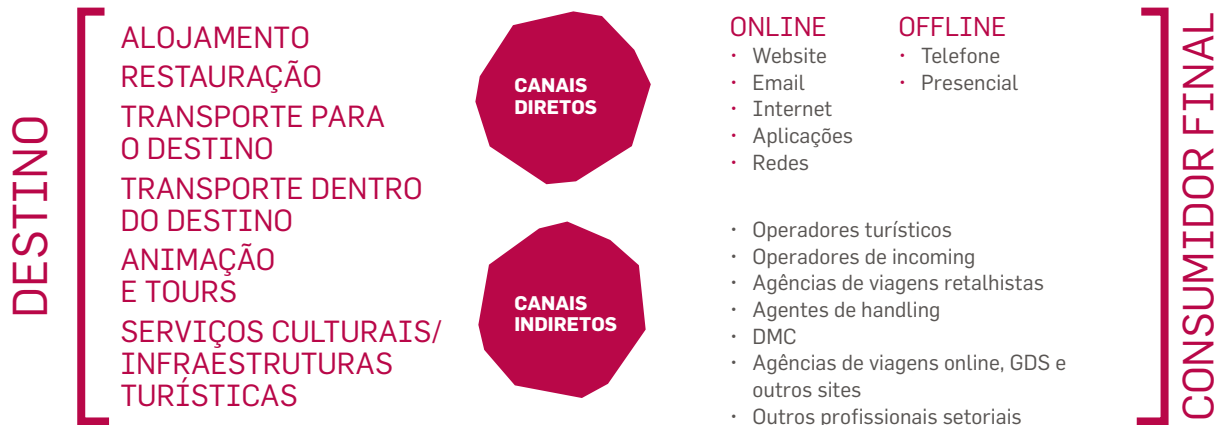 DESTINO
ALOJAMENTO
RESTAURAÇÃO
TRANSPORTE PARA
O DESTINO
TRANSPORTE DENTRO
DO DESTINO
ANIMAÇÃO
E TOURS
SERVIÇOS CULTURAIS/
INFRAESTRUTURAS
TURÍSTICAS
CANAIS
DIRETOS
ONLINE
• Website
• Email
• Internet
• Aplicações
• Redes
OFFLINE
• Telefone
• Presencial
CANAIS
INDIRETOS
• Operadores turísticos
• Operadores de incoming
• Agências de viagens retalhistas
• Agentes de handling
• DMC
• Agências de viagens online, GDS e
outros sites
• Outros profissionais setoriais
CONSUMIDOR FINAL